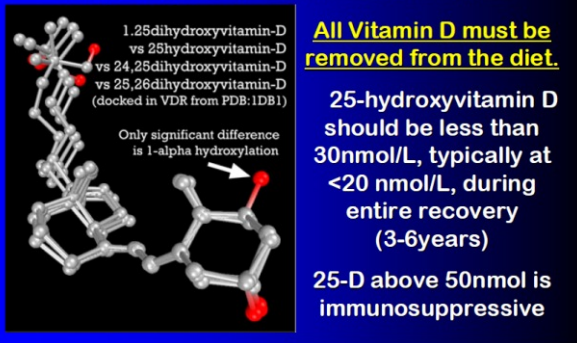 1.25dihydroxyvitamin-D
vs 25hydroxyvitamin-D
vs 24,25dihydroxyvitamin-D
vs 25,26dihydroxyvitamin-D
(docked in VDR from PDB:1DB1)
Only significant difference
is 1-alpha hydroxylation
All Vitamin D must be
removed from the diet.
25-hydroxyvitamin D
should be less than
30nmol/L, typically at
<20 nmol/L, during
entire recovery
(3-6years)
25-D above 50nmol is
immunosuppressive